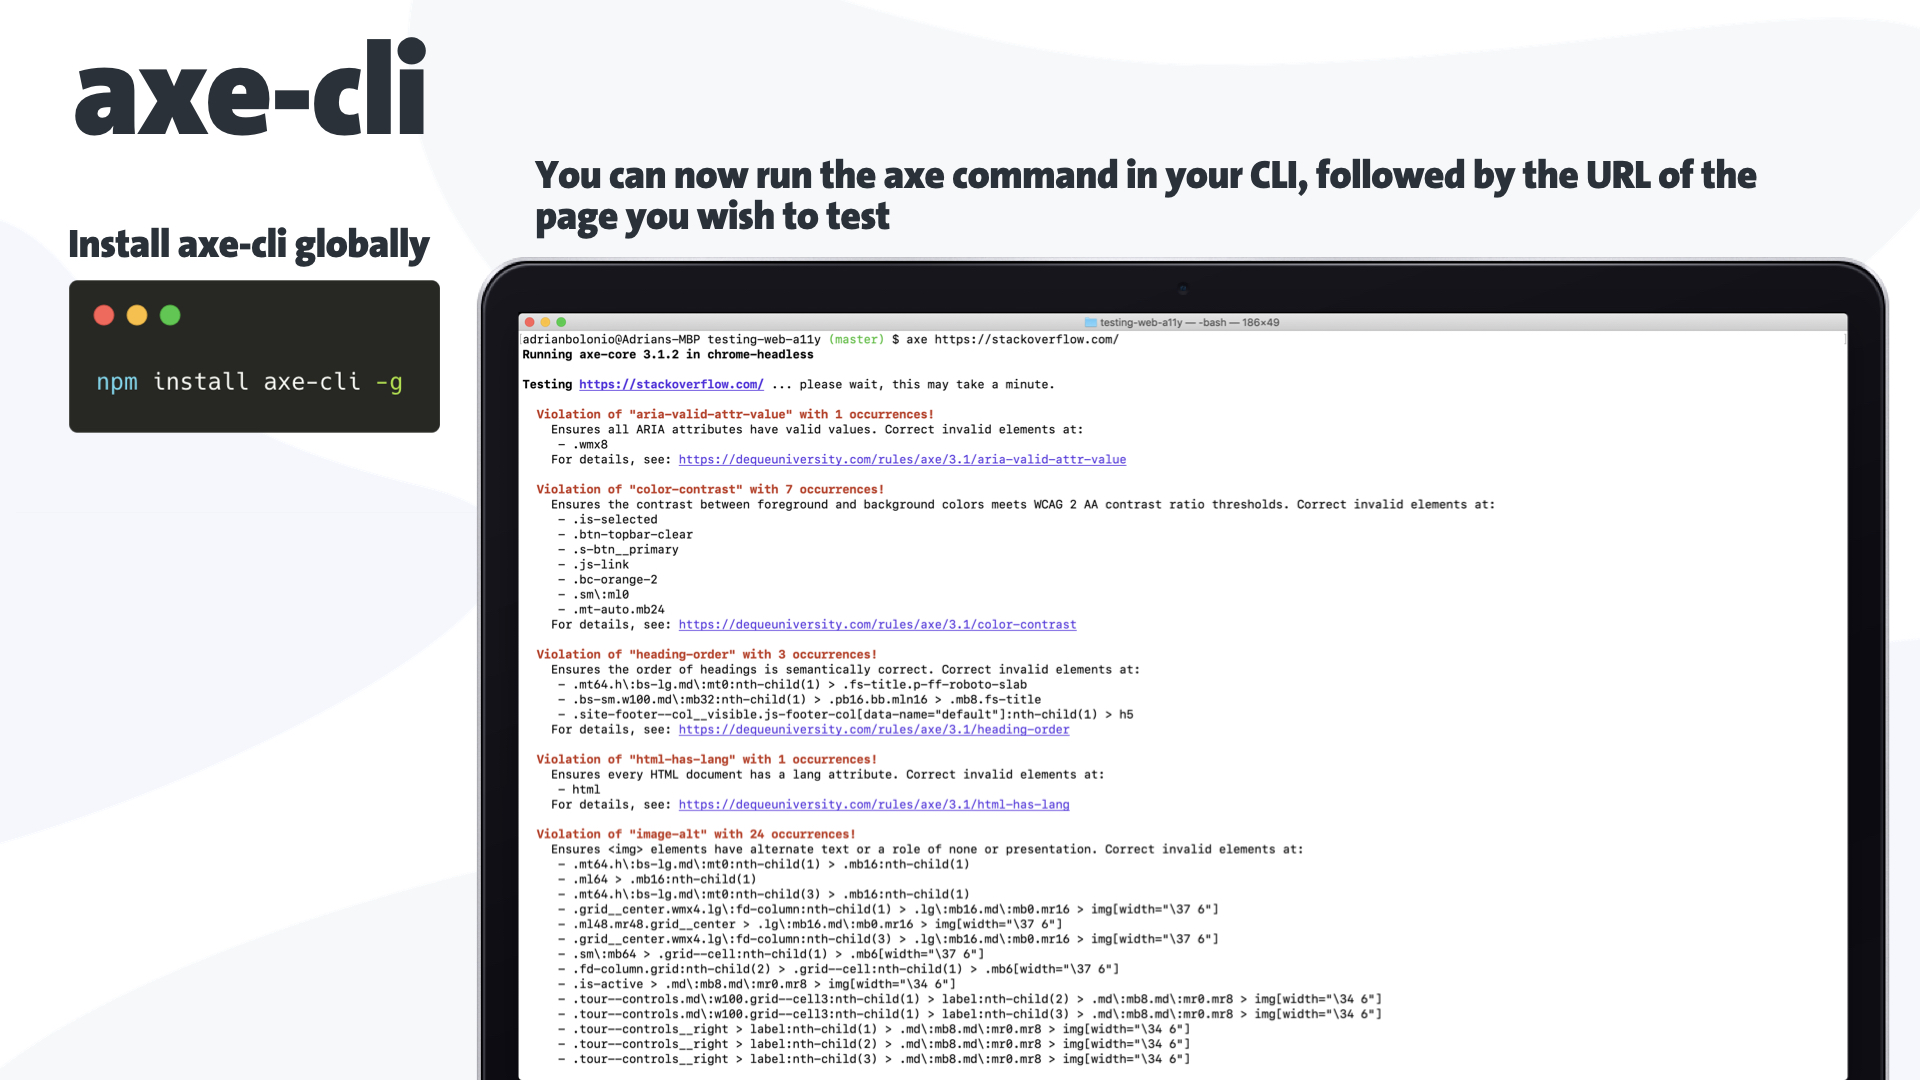 axe-cli
Install axe-cli globally
npm install axe-cli -g
You can now run the axe command in your CLI, followed by the URL of the
page you wish to test
testing-web-a11y — -bash — 186×49
adrianbolonio@Adrians-MBP testing-web-a11y (master) $ axe https://stackoverflow.com/
Running axe-core 3.1.2 in chrome-headless
Testing https://stackoverflow.com/ ... please wait, this may take a minute.
Violation of "aria-valid-attr-value" with 1 occurrences!
Ensures all ARIA attributes have valid values. Correct invalid elements at:
- .wmx8
For details, see: https://dequeuniversity.com/rules/axe/3.1/aria-valid-attr-value
Violation of "color-contrast" with 7 occurrences!
Ensures the contrast between foreground and background colors meets WCAG 2 AA contrast ratio thresholds. Correct invalid elements at:
- .is-selected
- .btn-topbar-clear
- .s-btn__primary
- .js-link
- .bc-orange-2
- .sm\:ml0
- .mt-auto.mb24
For details, see: https://dequeuniversity.com/rules/axe/3.1/color-contrast
Violation of "heading-order" with 3 occurrences!
Ensures the order of headings is semantically correct. Correct invalid elements at:
- .mt64.h\:bs-lg.md\:mt0:nth-child(1) > .fs-title.p-ff-roboto-slab
- .bs-sm.w100.md\:mb32:nth-child(1) > .pb16.bb.mln16 > .mb8.fs-title
- .site-footer--col__visible.js-footer-col[data-name="default"]:nth-child(1) > h5
For details, see: https://dequeuniversity.com/rules/axe/3.1/heading-order
Violation of "html-has-lang" with 1 occurrences!
Ensures every HTML document has a lang attribute. Correct invalid elements at:
- html
For details, see: https://dequeuniversity.com/rules/axe/3.1/html-has-lang
Violation of "image-alt" with 24 occurrences!
Ensures <img> elements have alternate text or a role of none or presentation. Correct invalid elements at:
- .mt64.h\:bs-lg.md\:mt0:nth-child(1) > .mb16:nth-child(1)
- .ml64 > .mb16:nth-child(1)
- .mt64.h\:bs-lg.md\:mt0:nth-child(3) > .mb16:nth-child(1)
- .grid__center.wmx4.lg\:fd-column:nth-child(1) > .lg\:mb16.md\:mb0.mr16 > img[width="\37 6"]
- .ml48.mr48.grid__center > .lg\:mb16.md\:mb0.mr16 > img[width="\37 6"]
- .grid__center.wmx4.lg\:fd-column:nth-child(3) > .lg\:mb16.md\:mb0.mr16 > img[width="\37 6"]
- .sm\:mb64 > .grid--cell:nth-child(1) > .mb6[width="\37 6"]
- .fd-column.grid:nth-child(2) > .grid--cell:nth-child(1) > .mb6[width="\37 6"]
- .is-active > .md\:mb8.md\:mr0.mr8 > img[width="\34 6"]
- .tour--controls.md\:w100.grid--cell3:nth-child(1) > label:nth-child(2) > .md\:mb8.md\:mr0.mr8 > img[width="\34 6"]
- .tour--controls.md\:w100.grid--cell3:nth-child(1) > label:nth-child(3) > .md\:mb8.md\:mr0.mr8 > img[width="\34 6"]
- .tour--controls__right > label:nth-child(1) > .md\:mb8.md\:mr0.mr8 > img[width="\34 6"]
- .tour--controls__right > label:nth-child(2) > .md\:mb8.md\:mr0.mr8 > img[width="\34 6"]
- .tour--controls__right > label:nth-child(3) > .md\:mb8.md\:mr0.mr8 > img[width="\34 6"]